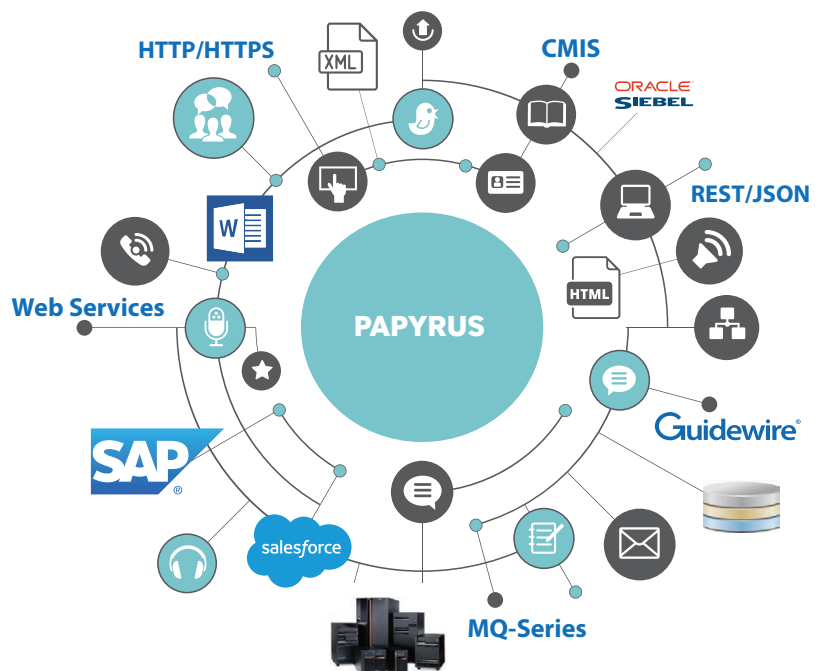 HTTP/HTTPS
XML
CMIS
ORACLE
SIEBEL
REST/JSON
W
HTML
Web Services
PAPYRUS
Guidewire®
SAP
®
salesforce
MQ-Series